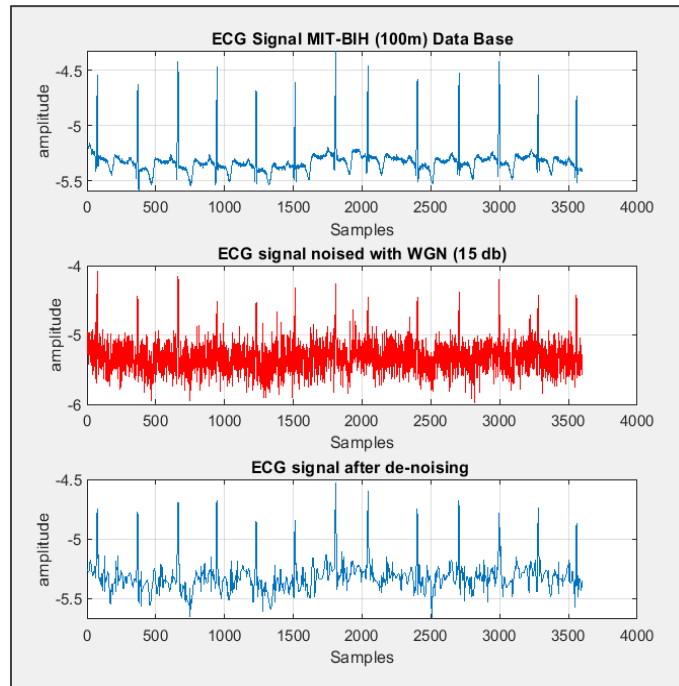 ECG Signal MIT-BIH (100m) Data Base
-4.5
-5
-5.5
amplitude
0 500 1000 1500 2000 2500 3000 3500 4000
Samples
ECG signal noised with WGN (15 db)
-4
-5
-6
amplitude
0 500 1000 1500 2000 2500 3000 3500 4000
Samples
ECG signal after de-noising
-4.5
-5
-5.5
amplitude
0 500 1000 1500 2000 2500 3000 3500 4000
Samples